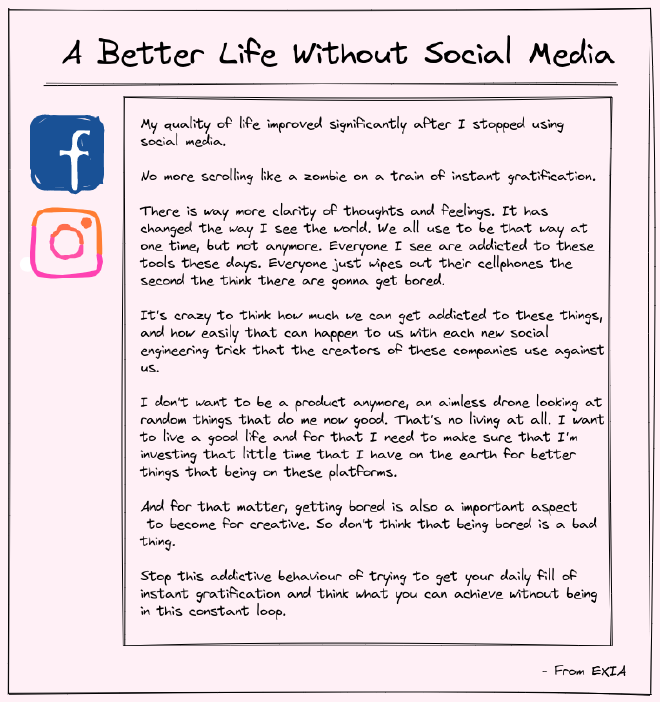 A Better Life Without Social Media
f
My quality of life improved significantly after I stopped using
social media.
No more scrolling like a zombie on a train of instant gratification.
There is way more clarity of thoughts and feelings. It has
changed the way I see the world. We all use to be that way at
one time, but not anymore. Everyone I see are addicted to these
tools these days. Everyone just wipes out their cellphones the
second the think there are gonna get bored.
It's crazy to think how much we can get addicted to these things,
and how easily that can happen to us with each new social
engineering trick that the creators of these companies use against
us.
I don't want to be a product anymore, an aimless drone looking at
random things that do me now good. That's no living at all. I want
to live a good life and for that I need to make sure that I'm
investing that little time that I have on the earth for better
things that being on these platforms.
And for that matter, getting bored is also a important aspect
to become for creative. So don't think that being bored is a bad
thing.
Stop this addictive behaviour of trying to get your daily fill of
instant gratification and think what you can achieve without being
in this constant loop.
- From EXIA